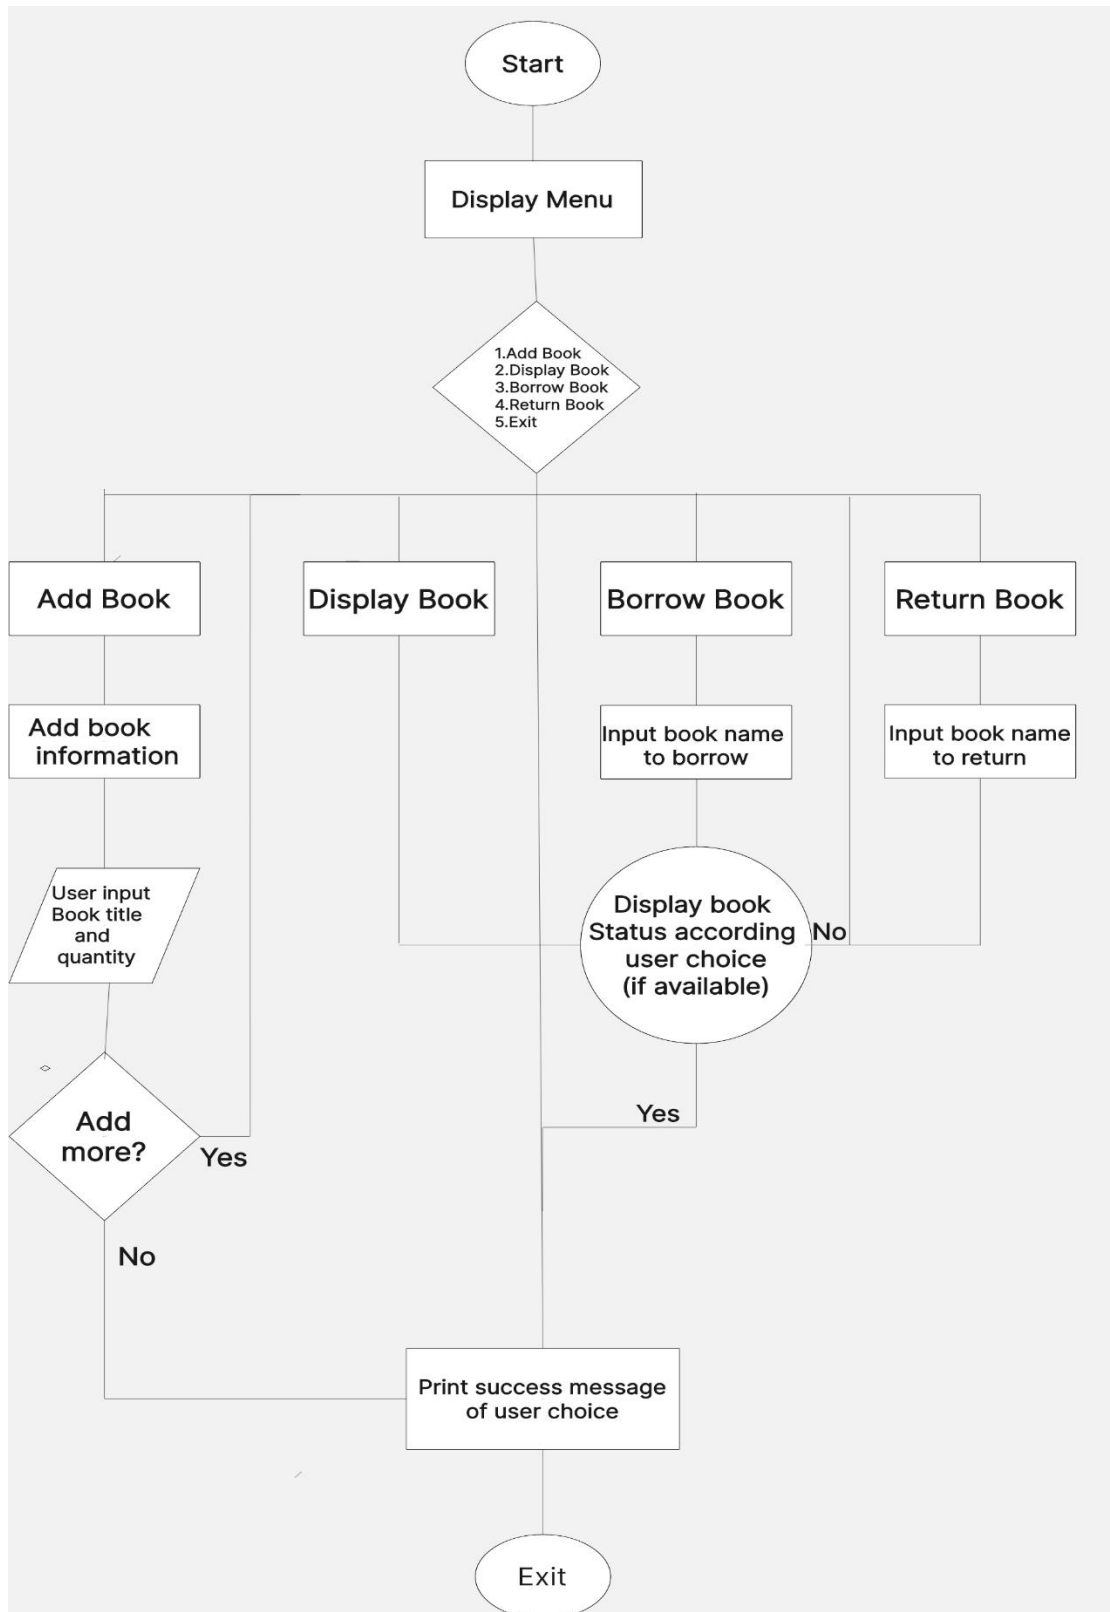 Start
Display Menu
1.Add Book
2.Display Book
3.Borrow Book
4.Return Book
5.Exit
Add Book
Display Book
Borrow Book
Return Book
Add book
information
Input book name
to borrow
Input book name
to return
User input
Book title
and
quantity
Display book
Status according
user choice
(if available)
No
Add
more?
Yes
Yes
No
Print success message
of user choice
Exit